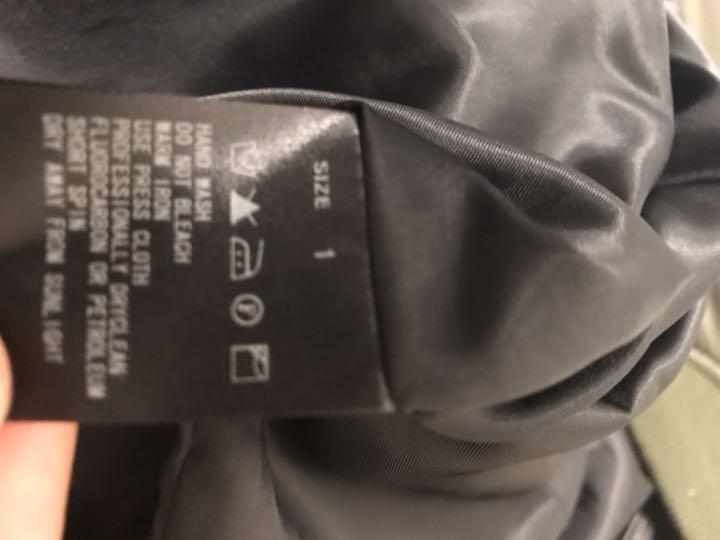 SIZE 1
HAND WASH
DO NOT BLEACH
WARM IRON
USE PRESS CLOTH
PROFESSIONALLY DRYCLEAN:
FLUOROCARBON OR PETROLEUM
SHORT SPIN
DRY AWAY FROM SUNLIGHT